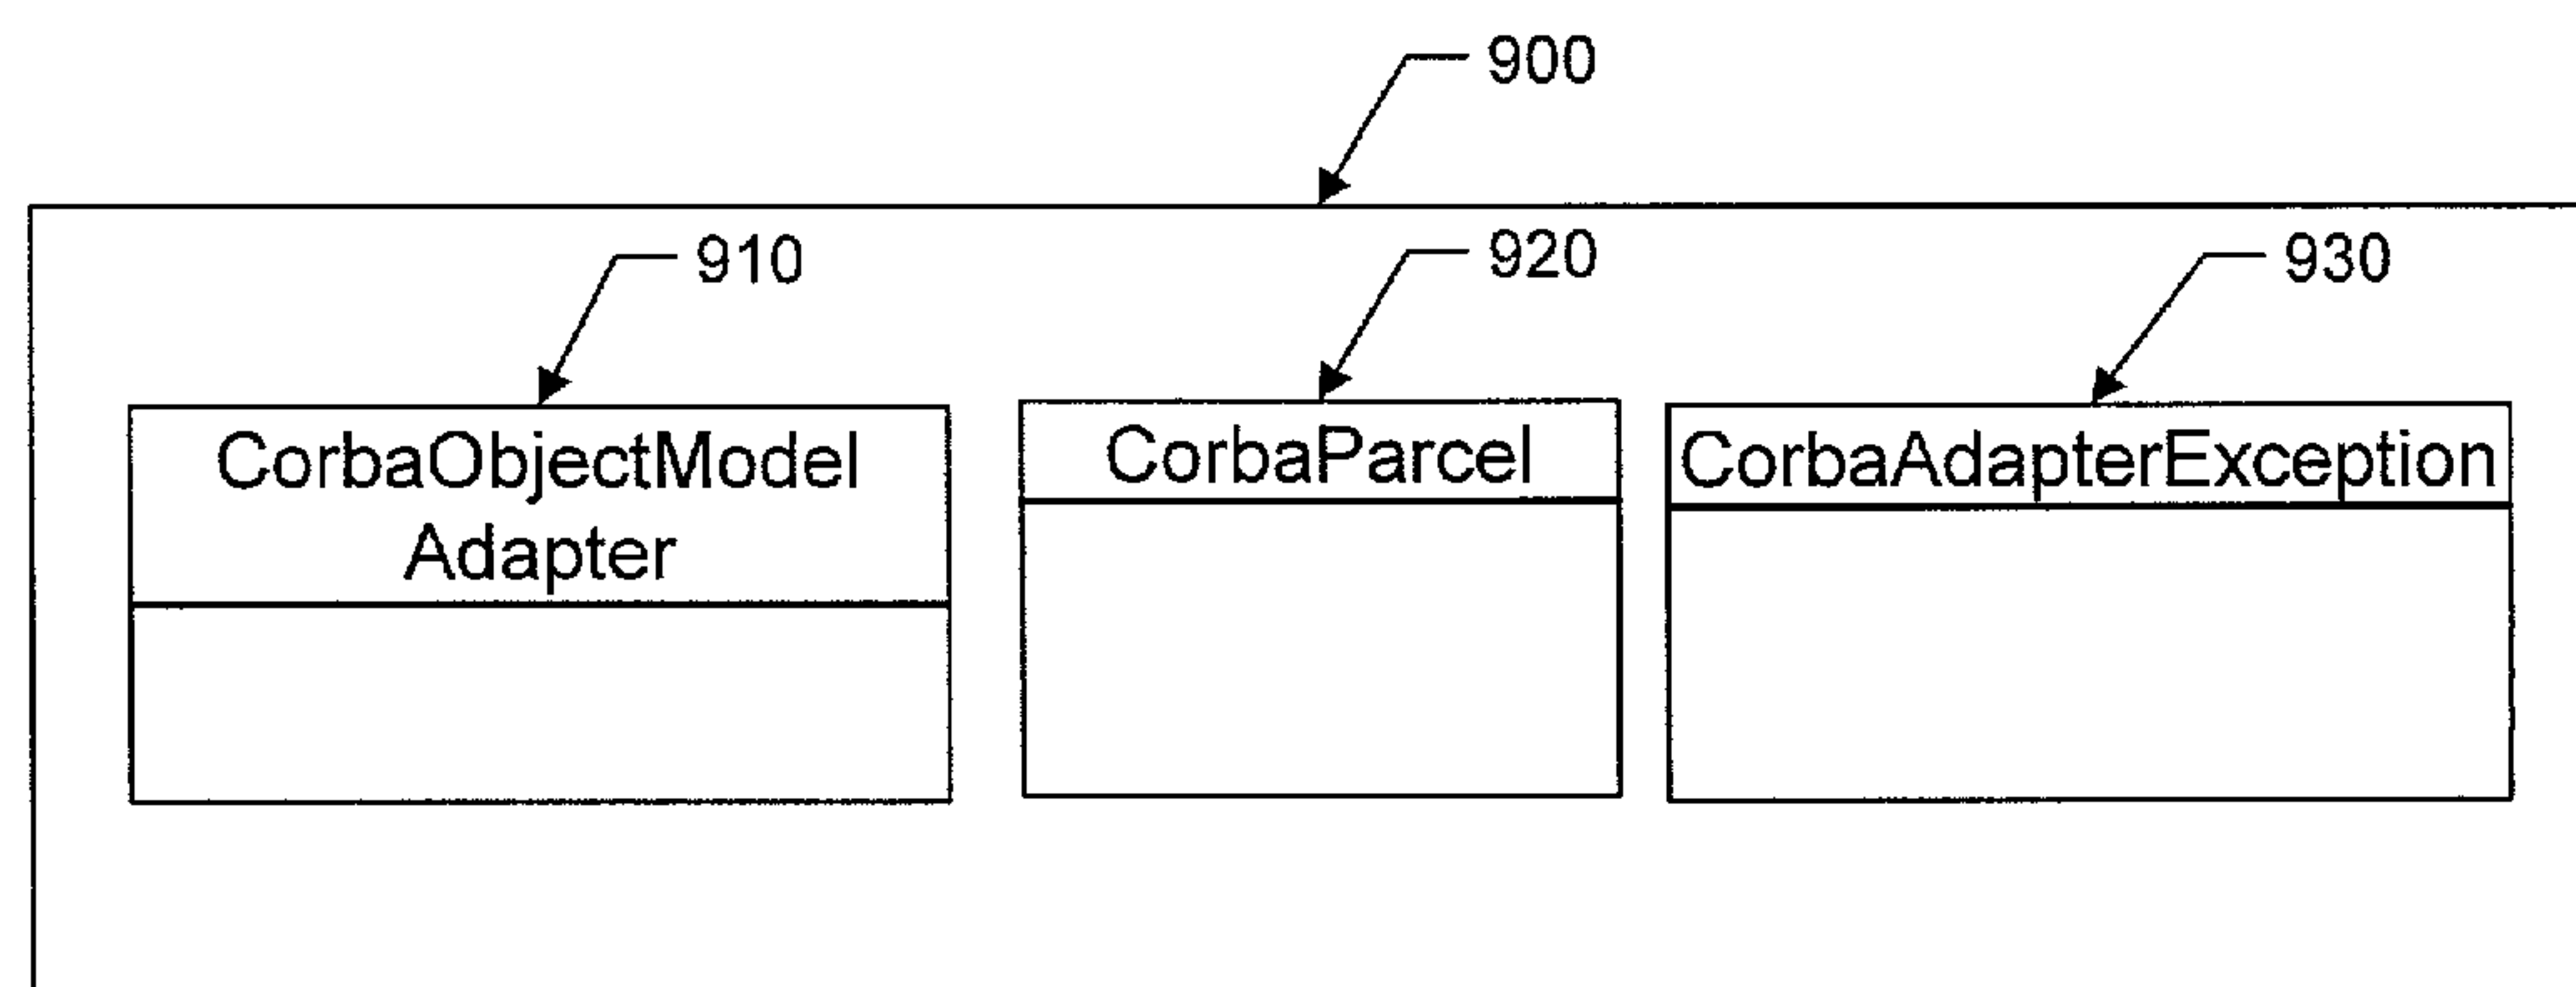 900
910
920
930
CorbaObjectModel
Adapter
CorbaParcel
CorbaAdapterException